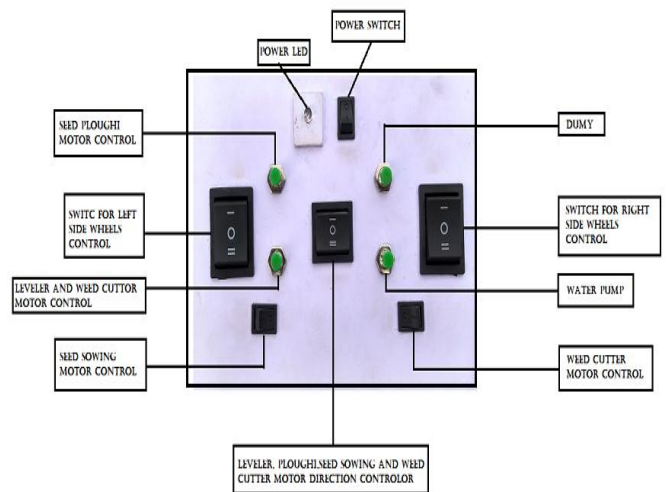 POWER SWITCH
POWER LED
SEED PLOUGHI
MOTOR CONTROL
DUMY
SWITC FOR LEFT
SIDE WHEELS
CONTROL
SWITCH FOR RIGHT
SIDE WHEELS
CONTROL
LEVELER AND WEED CUTTOR
MOTOR CONTROL
WATER PUMP
SEED SOWING
MOTOR CONTROL
WEED CUTTER
MOTOR CONTROL
LEVELER, PLOUGHI,SEED SOWING AND WEED
CUTTER MOTOR DIRECTION CONTROLOR